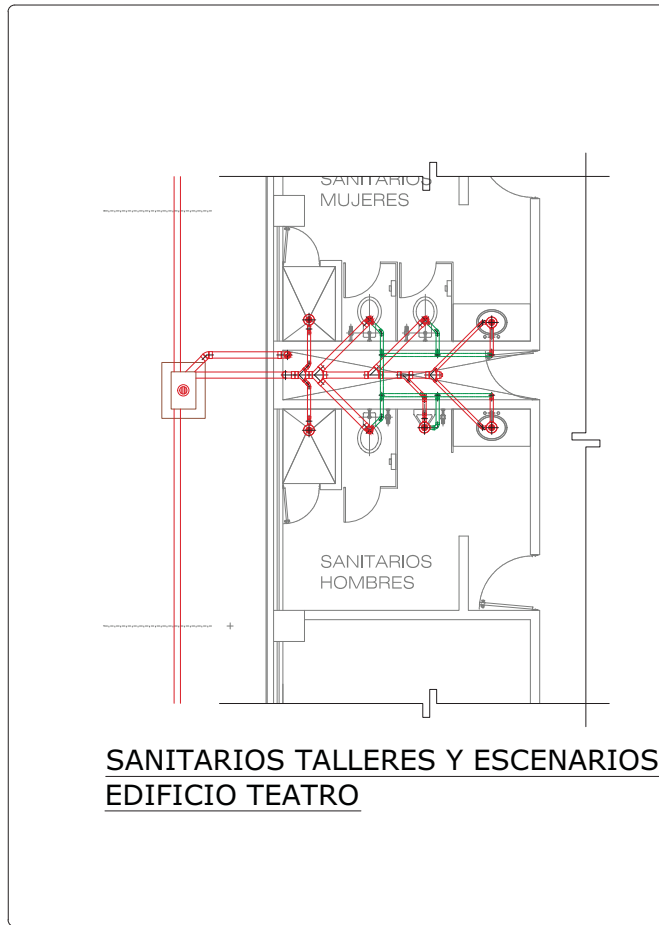 SANITARIOS
MUJERES
SANITARIOS
HOMBRES
SANITARIOS TALLERES Y ESCENARIOS
EDIFICIO TEATRO